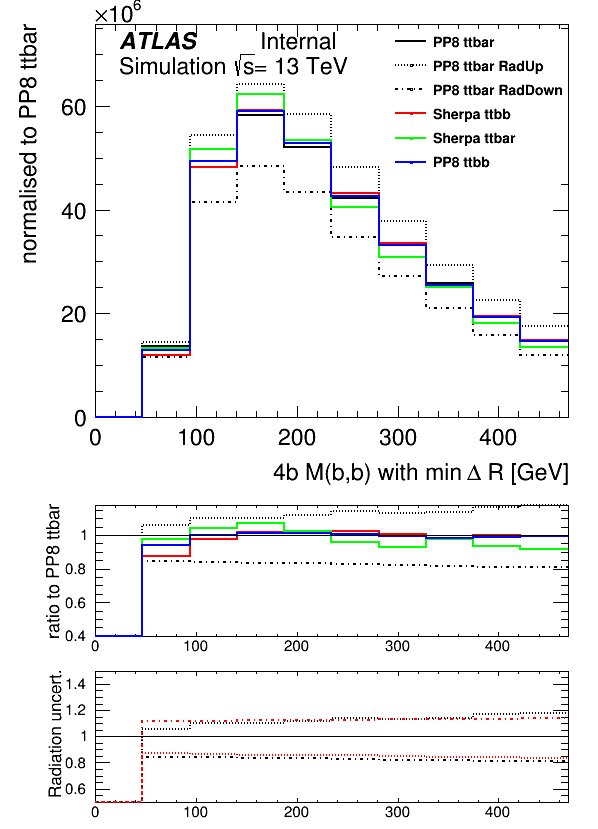 ×10⁶
ATLAS Internal
Simulation √s= 13 TeV
PP8 ttbar
PP8 ttbar RadUp
PP8 ttbar RadDown
Sherpa ttbb
Sherpa ttbar
PP8 ttbb
normalised to PP8 ttbar
60
40
20
0
0 100 200 300 400
4b M(b,b) with min Δ R [GeV]
ratio to PP8 ttbar
1
0.8
0.6
0.4
0 100 200 300 400
Radiation uncert.
1.4
1.2
1
0.8
0.6
0 100 200 300 400